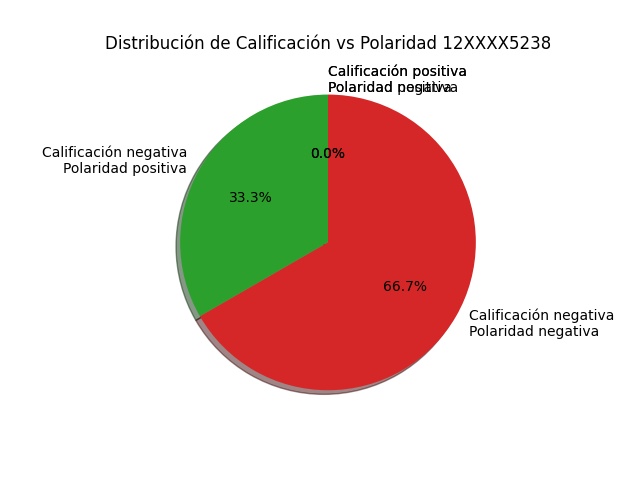 Distribución de Calificación vs Polaridad 12XXXX5238
Calificación positiva
Polaridad
0.0%
Calificación negativa
Polaridad positiva
33.3%
66.7%
Calificación negativa
Polaridad negativa